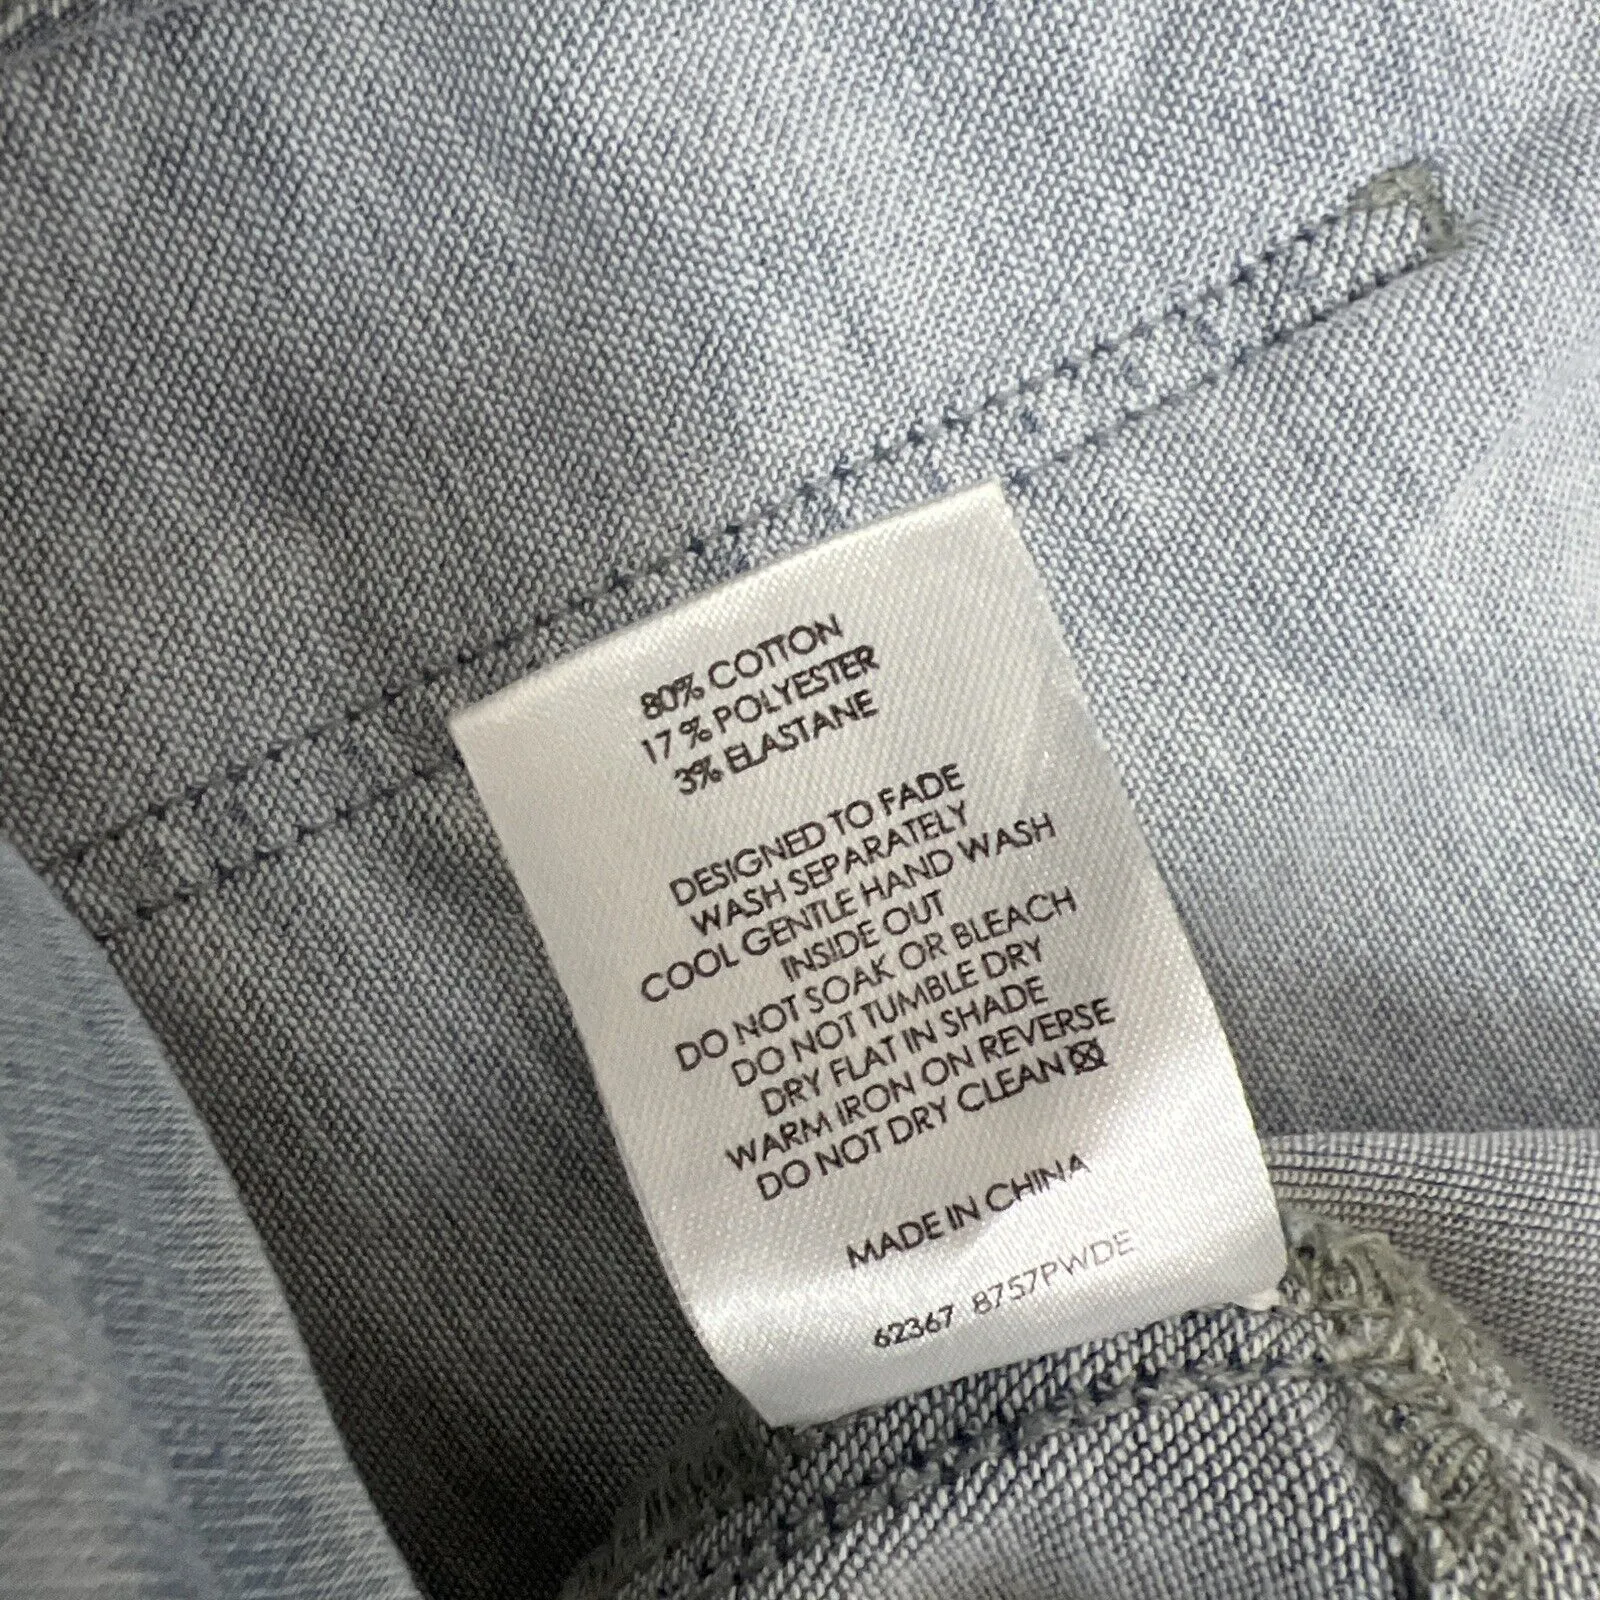 80% COTTON
17% POLYESTER
3% ELASTANE
DESIGNED TO FADE
WASH SEPARATELY
COOL GENTLE HAND WASH
INSIDE OUT
DO NOT SOAK OR BLEACH
DO NOT TUMBLE DRY
DRY FLAT IN SHADE
WARM IRON ON REVERSE
DO NOT DRY CLEAN
MADE IN CHINA
62367 8757PWDE